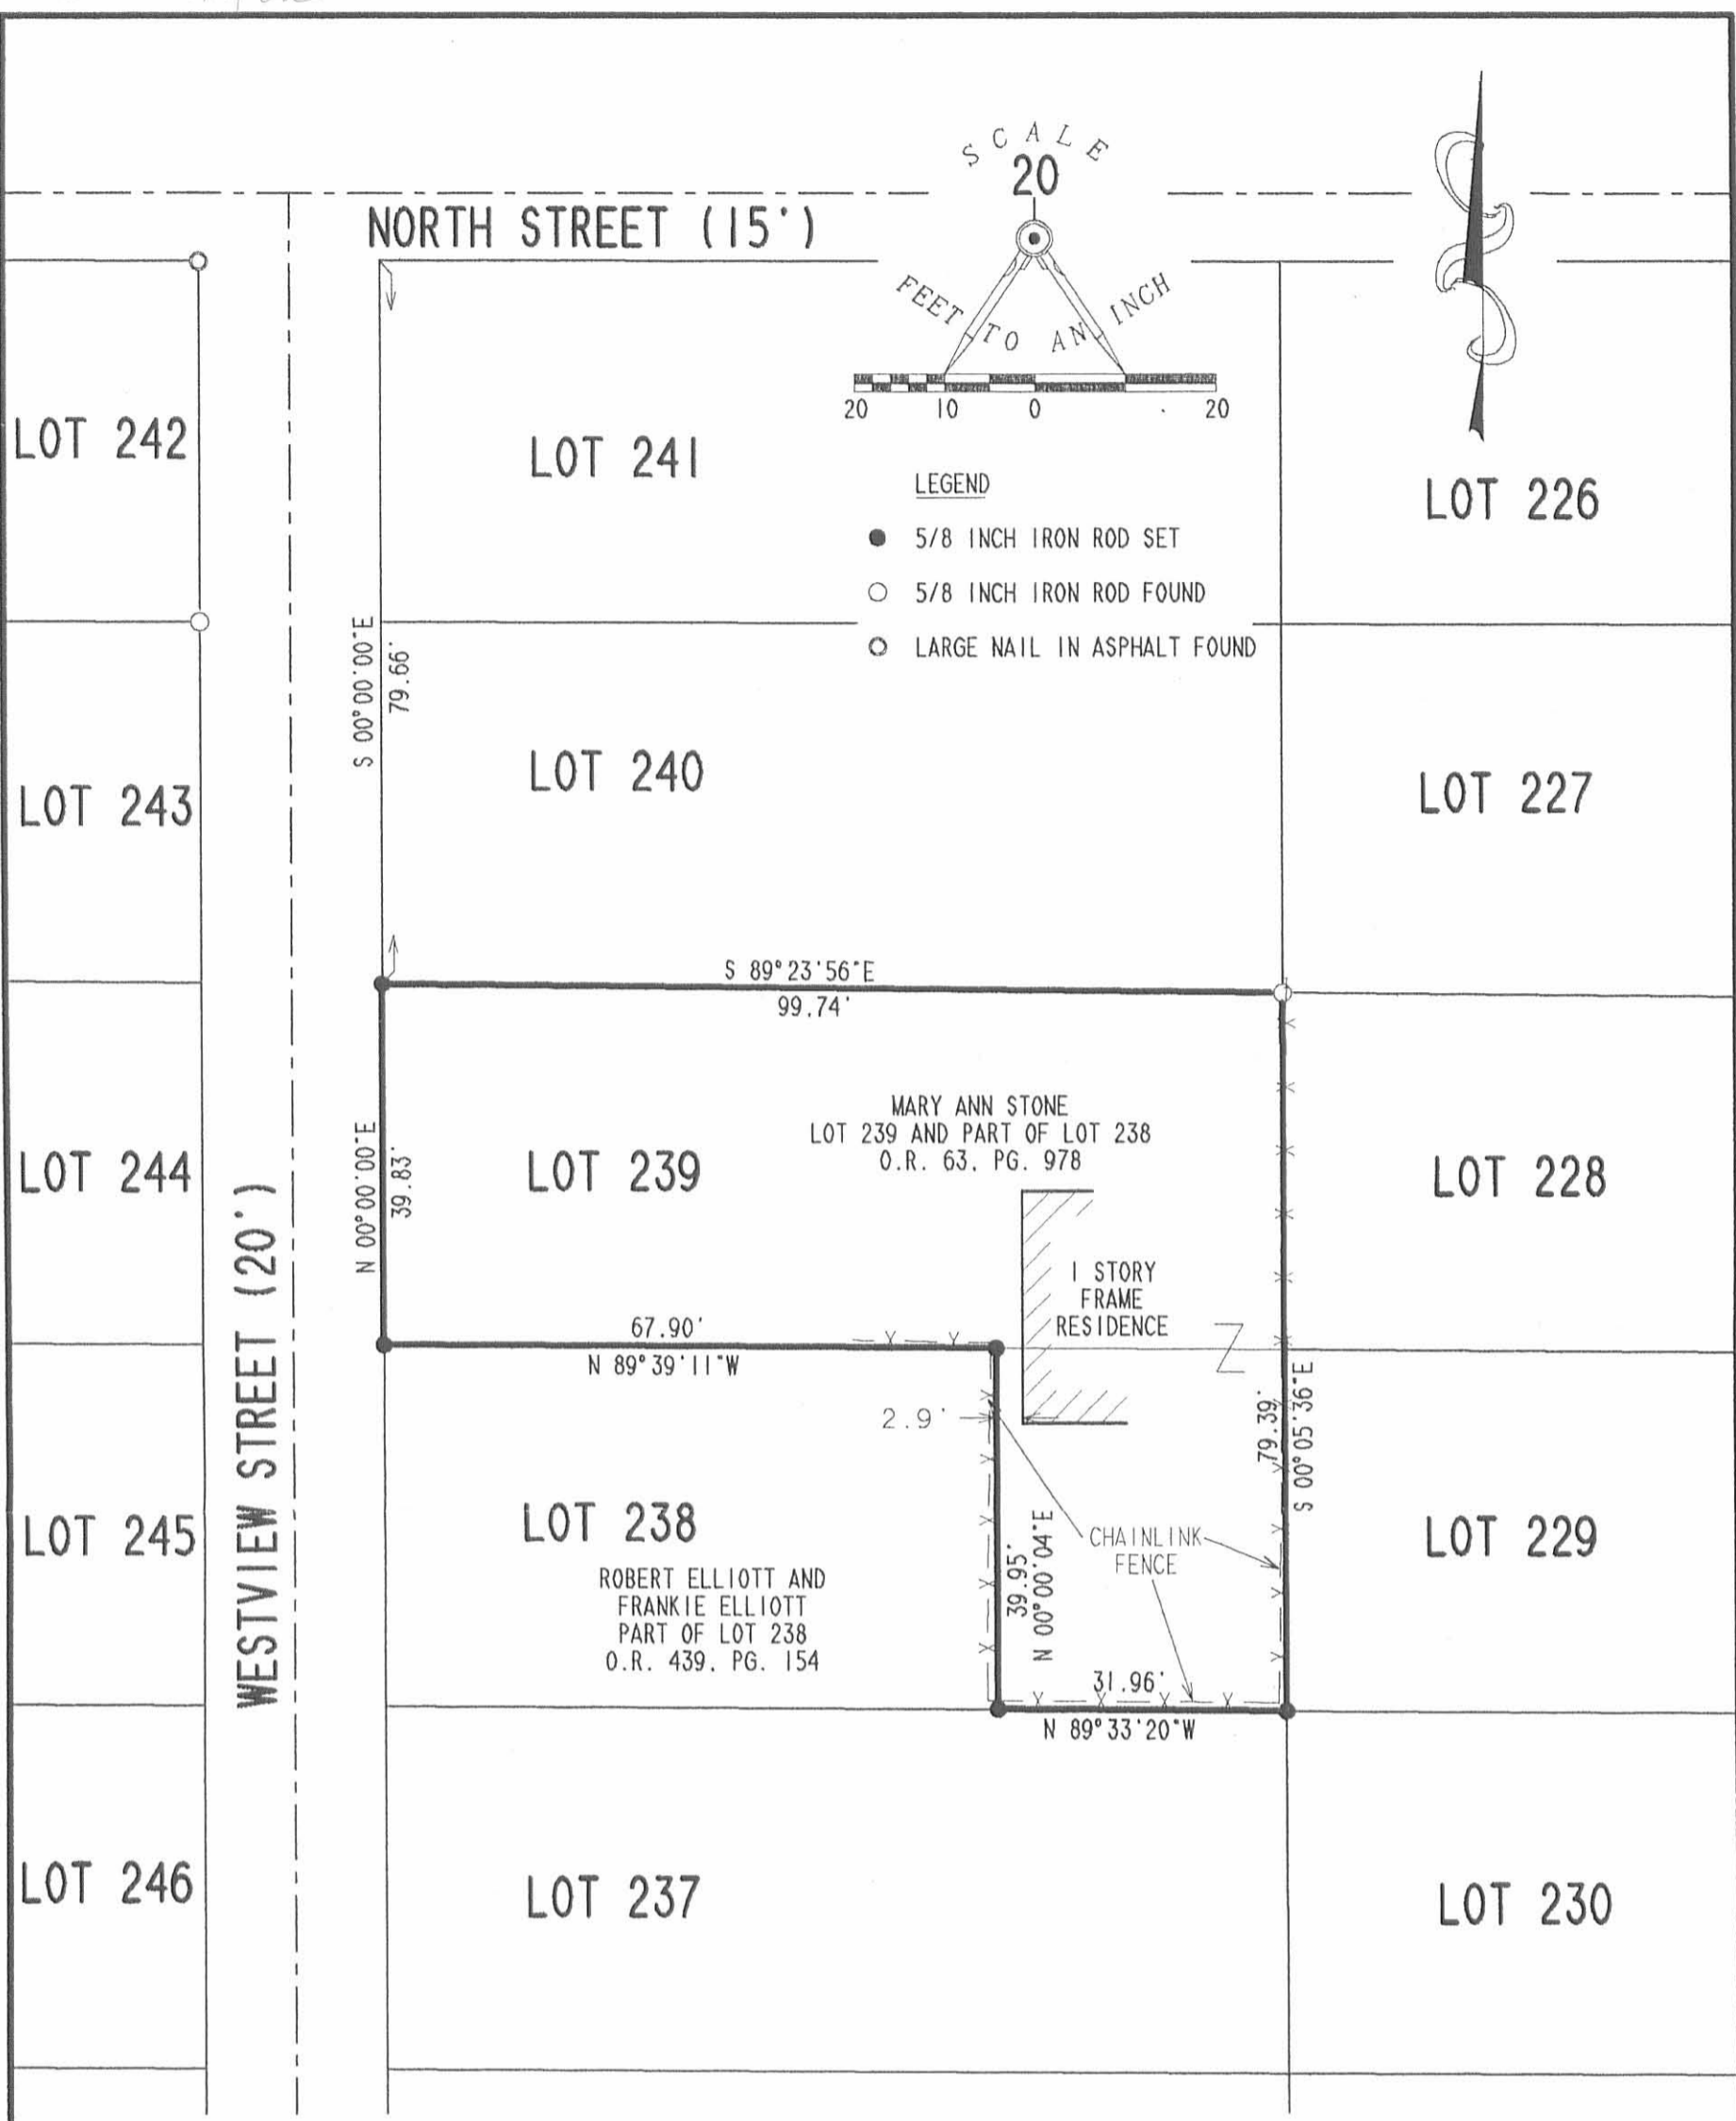 SCALE
20
FEET TO AN INCH
20 10 0 20
NORTH STREET (15')
LEGEND
5/8 INCH IRON ROD SET
5/8 INCH IRON ROD FOUND
LARGE NAIL IN ASPHALT FOUND
LOT 242
LOT 241
LOT 226
S 00°00'00"E
79.66'
LOT 243
LOT 240
LOT 227
S 89°23'56"E
99.74'
MARY ANN STONE
LOT 239 AND PART OF LOT 238
O.R. 63, PG. 978
LOT 244
N 00°00'00"E
39.83'
LOT 239
LOT 228
1 STORY
FRAME
RESIDENCE
67.90'
N 89°39'11"W
2.9'
79.39'
S 00°05'36"E
WESTVIEW STREET (20')
LOT 245
LOT 238
ROBERT ELLIOTT AND
FRANKIE ELLIOTT
PART OF LOT 238
O.R. 439, PG. 154
39.95'
N 00°00'04"E
CHAINLINK
FENCE
LOT 229
31.96'
N 89°33'20"W
LOT 246
LOT 237
LOT 230